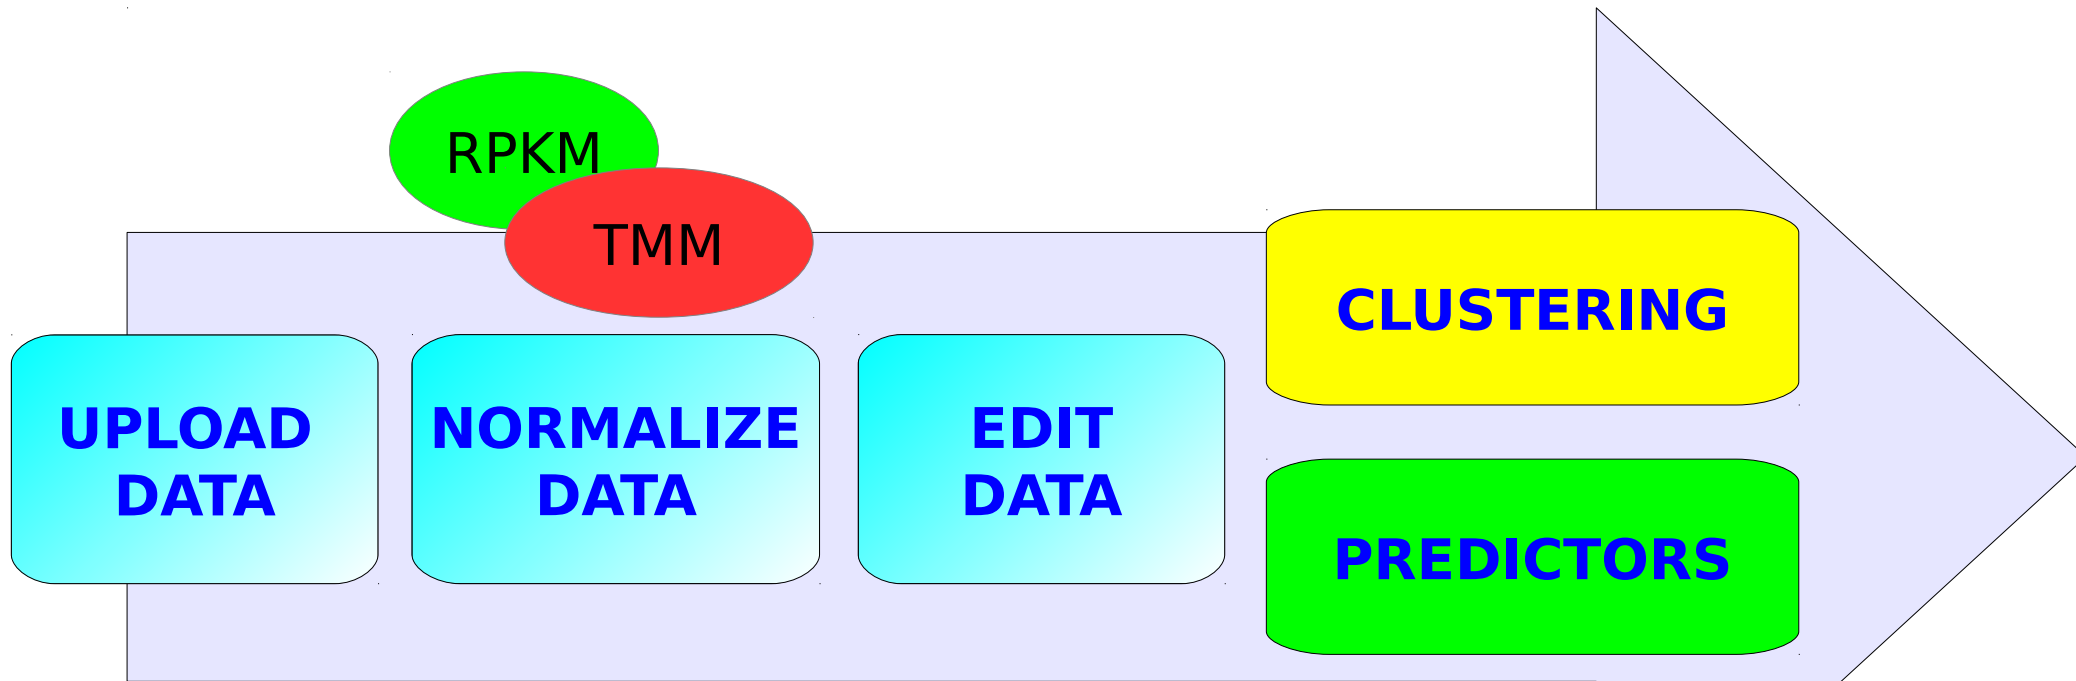 RPKM
TMM
UPLOAD
DATA
NORMALIZE
DATA
EDIT
DATA
CLUSTERING
PREDICTORS